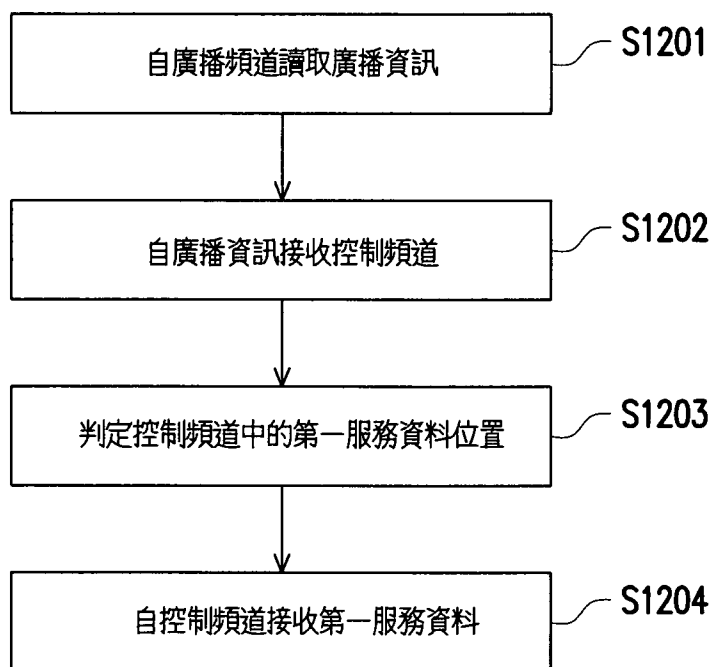 自廣播頻道讀取廣播資訊
S1201
自廣播資訊接收控制頻道
S1202
判定控制頻道中的第一服務資料位置
S1203
自控制頻道接收第一服務資料
S1204